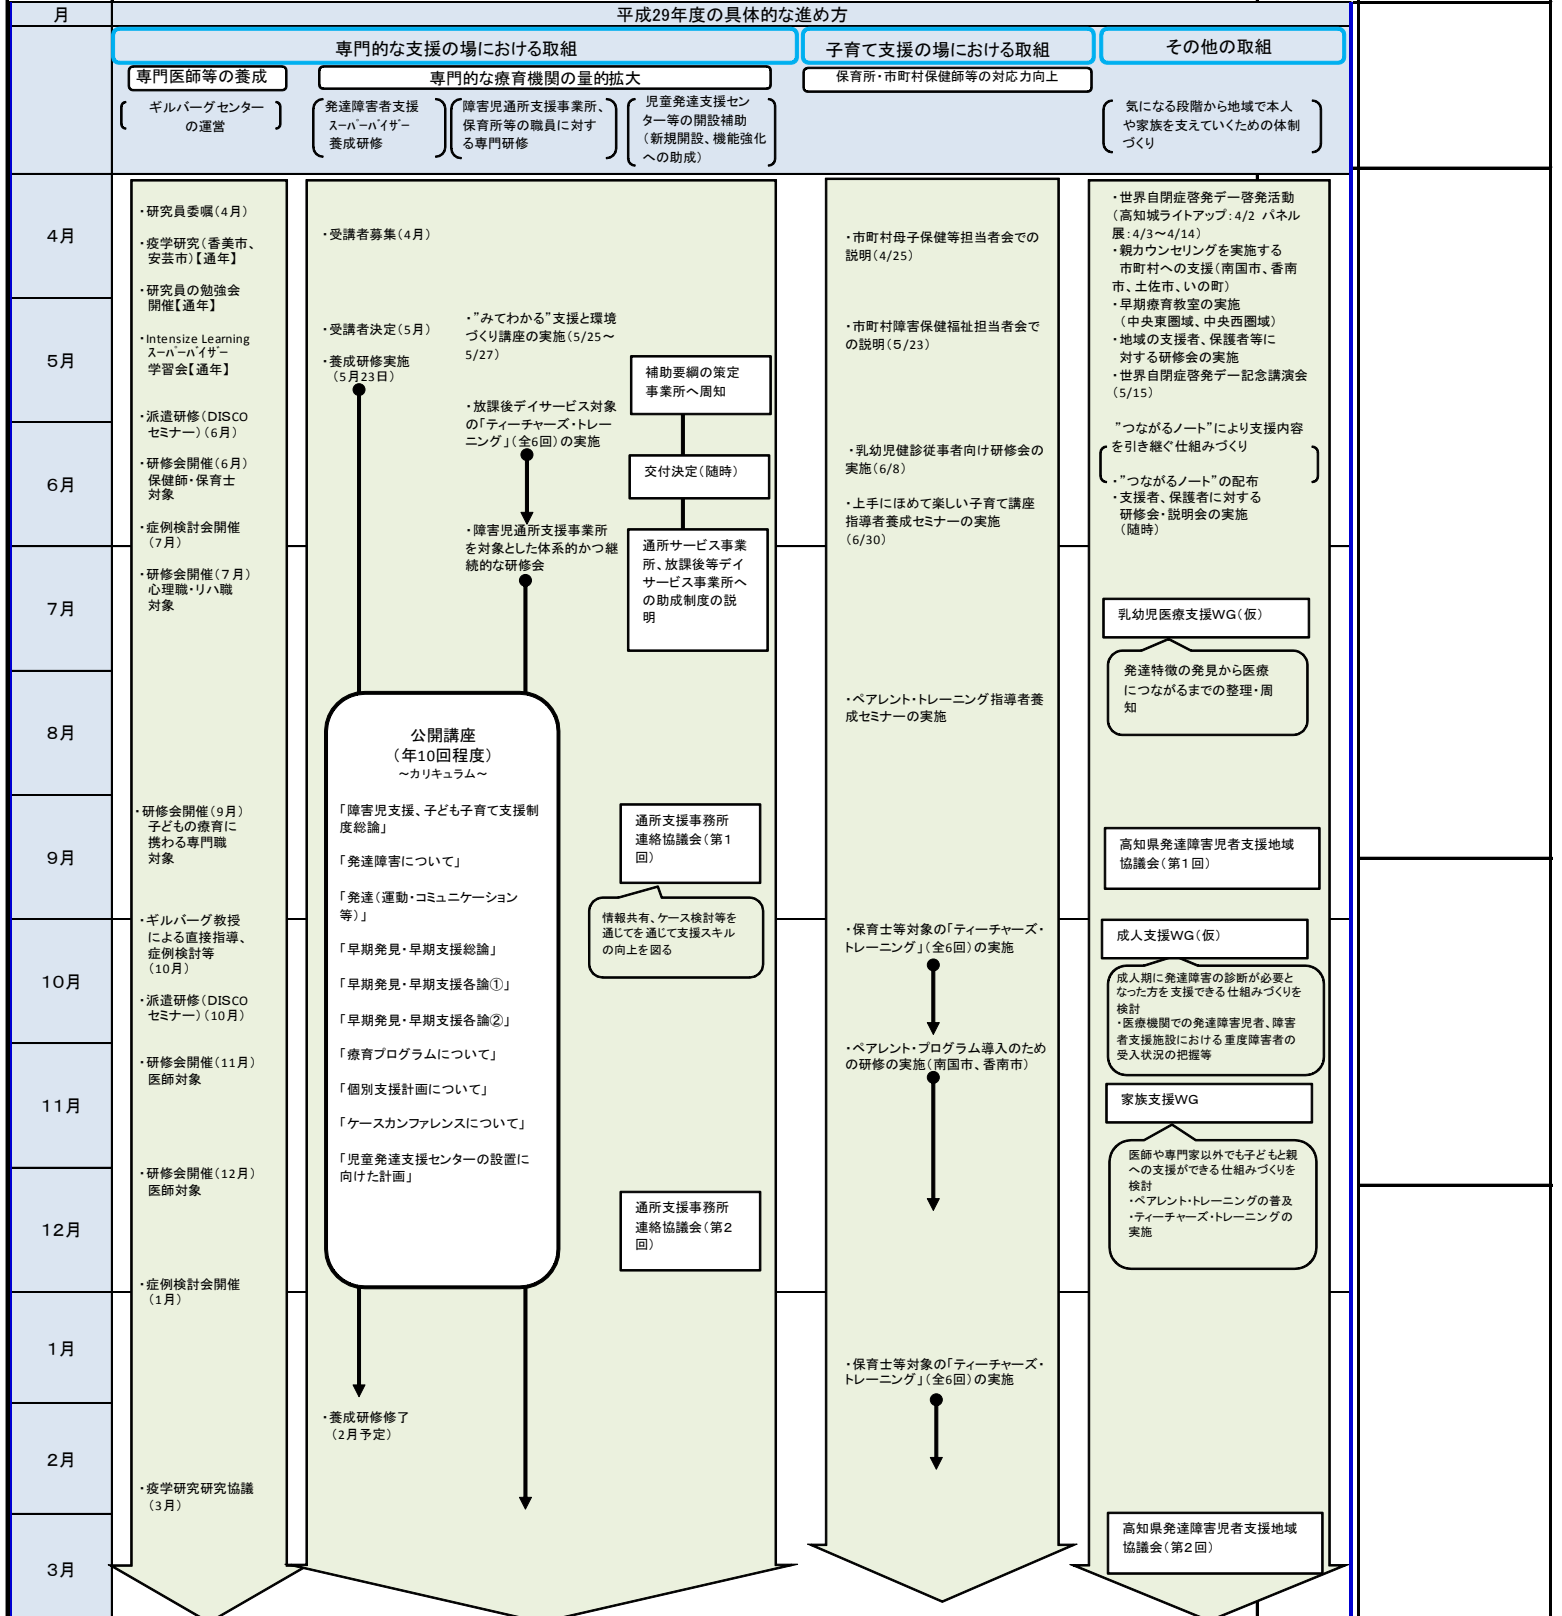 月
平成29年度の具体的な進め方
専門的な支援の場における取組
子育て支援の場における取組
その他の取組
専門医師等の養成
専門的な療育機関の量的拡大
保育所・市町村保健師等の対応力向上
ギルバーグセンター
の運営
発達障害者支援
スーパーバイザー
養成研修
障害児通所支援事業所、
保育所等の職員に対す
る専門研修
児童発達支援セン
ター等の開設補助
(新規開設、機能強化
への助成)
気になる段階から地域で本人
や家族を支えていくための体制
づくり
4月
5月
6月
7月
8月
9月
10月
11月
12月
1月
2月
3月
・研究員委嘱(4月)
・疫学研究(香美市、
安芸市)【通年】
・研究員の勉強会
開催【通年】
・Intensize Learning
スーパーバイザー
学習会【通年】
・派遣研修(DISCO
セミナー)(6月)
・研修会開催(6月)
保健師・保育士
対象
・症例検討会開催
(7月)
・研修会開催(7月)
心理職・リハ職
対象
・研修会開催(9月)
子どもの療育に
携わる専門職
対象
・ギルバーグ教授
による直接指導、
症例検討等
(10月)
・派遣研修(DISCO
セミナー)(10月)
・研修会開催(11月)
医師対象
・研修会開催(12月)
医師対象
・症例検討会開催
(1月)
・疫学研究研究協議
(3月)
・受講者募集(4月)
・受講者決定(5月)
・養成研修実施
(5月23日)
・”みてわかる”支援と環境
づくり講座の実施(5/25～
5/27)
・放課後デイサービス対象
の「ティーチャーズ・トレー
ニング」(全6回)の実施
・障害児通所支援事業所
を対象とした体系的かつ継
続的な研修会
補助要綱の策定
事業所へ周知
交付決定(随時)
通所サービス事業
所、放課後等デイ
サービス事業所へ
の助成制度の説
明
公開講座
(年10回程度)
～カリキュラム～
「障害児支援、子ども子育て支援制
度総論」
「発達障害について」
「発達(運動・コミュニケーション
等)」
「早期発見・早期支援総論」
「早期発見・早期支援各論①」
「早期発見・早期支援各論②」
「療育プログラムについて」
「個別支援計画について」
「ケースカンファレンスについて」
「児童発達支援センターの設置に
向けた計画」
通所支援事務所
連絡協議会(第1
回)
情報共有、ケース検討等を
通じてを通じて支援スキル
の向上を図る
通所支援事務所
連絡協議会(第2
回)
・養成研修修了
(2月予定)
・市町村母子保健等担当者会での
説明(4/25)
・市町村障害保健福祉担当者会で
の説明(5/23)
・乳幼児健診従事者向け研修会の
実施(6/8)
・上手にほめて楽しい子育て講座
指導者養成セミナーの実施
(6/30)
・ペアレント・トレーニング指導者養
成セミナーの実施
・保育士等対象の「ティーチャーズ・
トレーニング」(全6回)の実施
・ペアレント・プログラム導入のため
の研修の実施(南国市、香南市)
・保育士等対象の「ティーチャーズ・
トレーニング」(全6回)の実施
・世界自閉症啓発デー啓発活動
(高知城ライトアップ:4/2 パネル
展:4/3～4/14)
・親カウンセリングを実施する
市町村への支援(南国市、香南
市、土佐市、いの町)
・早期療育教室の実施
(中央東圏域、中央西圏域)
・地域の支援者、保護者等に
対する研修会の実施
・世界自閉症啓発デー記念講演会
(5/15)
”つながるノート”により支援内容
を引き継ぐ仕組みづくり
・”つながるノート”の配布
・支援者、保護者に対する
研修会・説明会の実施
(随時)
乳幼児医療支援WG(仮)
発達特徴の発見から医療
につながるまでの整理・周
知
高知県発達障害児者支援地域
協議会(第1回)
成人支援WG(仮)
成人期に発達障害の診断が必要と
なった方を支援できる仕組みづくりを
検討
・医療機関での発達障害児者、障害
者支援施設における重度障害者の
受入状況の把握等
家族支援WG
医師や専門家以外でも子どもと親
への支援ができる仕組みづくりを
検討
・ペアレント・トレーニングの普及
・ティーチャーズ・トレーニングの
実施
高知県発達障害児者支援地域
協議会(第2回)